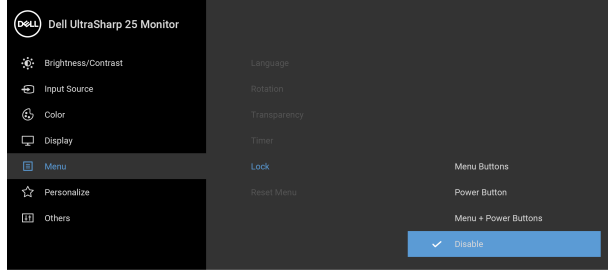 DELL Dell UltraSharp 25 Monitor
Brightness/Contrast
Input Source
Color
Display
Menu
Personalize
Others
Language
Rotation
Transparency
Timer
Lock
Reset Menu
Menu Buttons
Power Button
Menu + Power Buttons
Disable